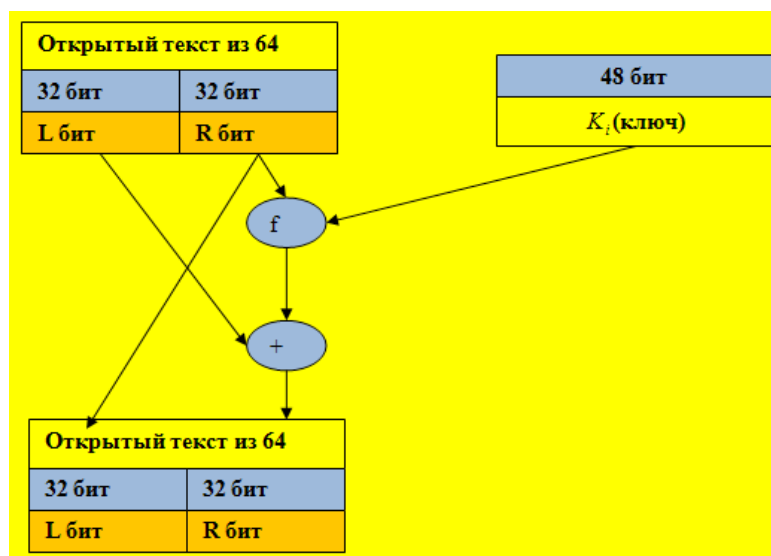 Открытый текст из 64
32 бит 32 бит
L бит R бит
48 бит
K_i(ключ)
f
+
Открытый текст из 64
32 бит 32 бит
L бит R бит